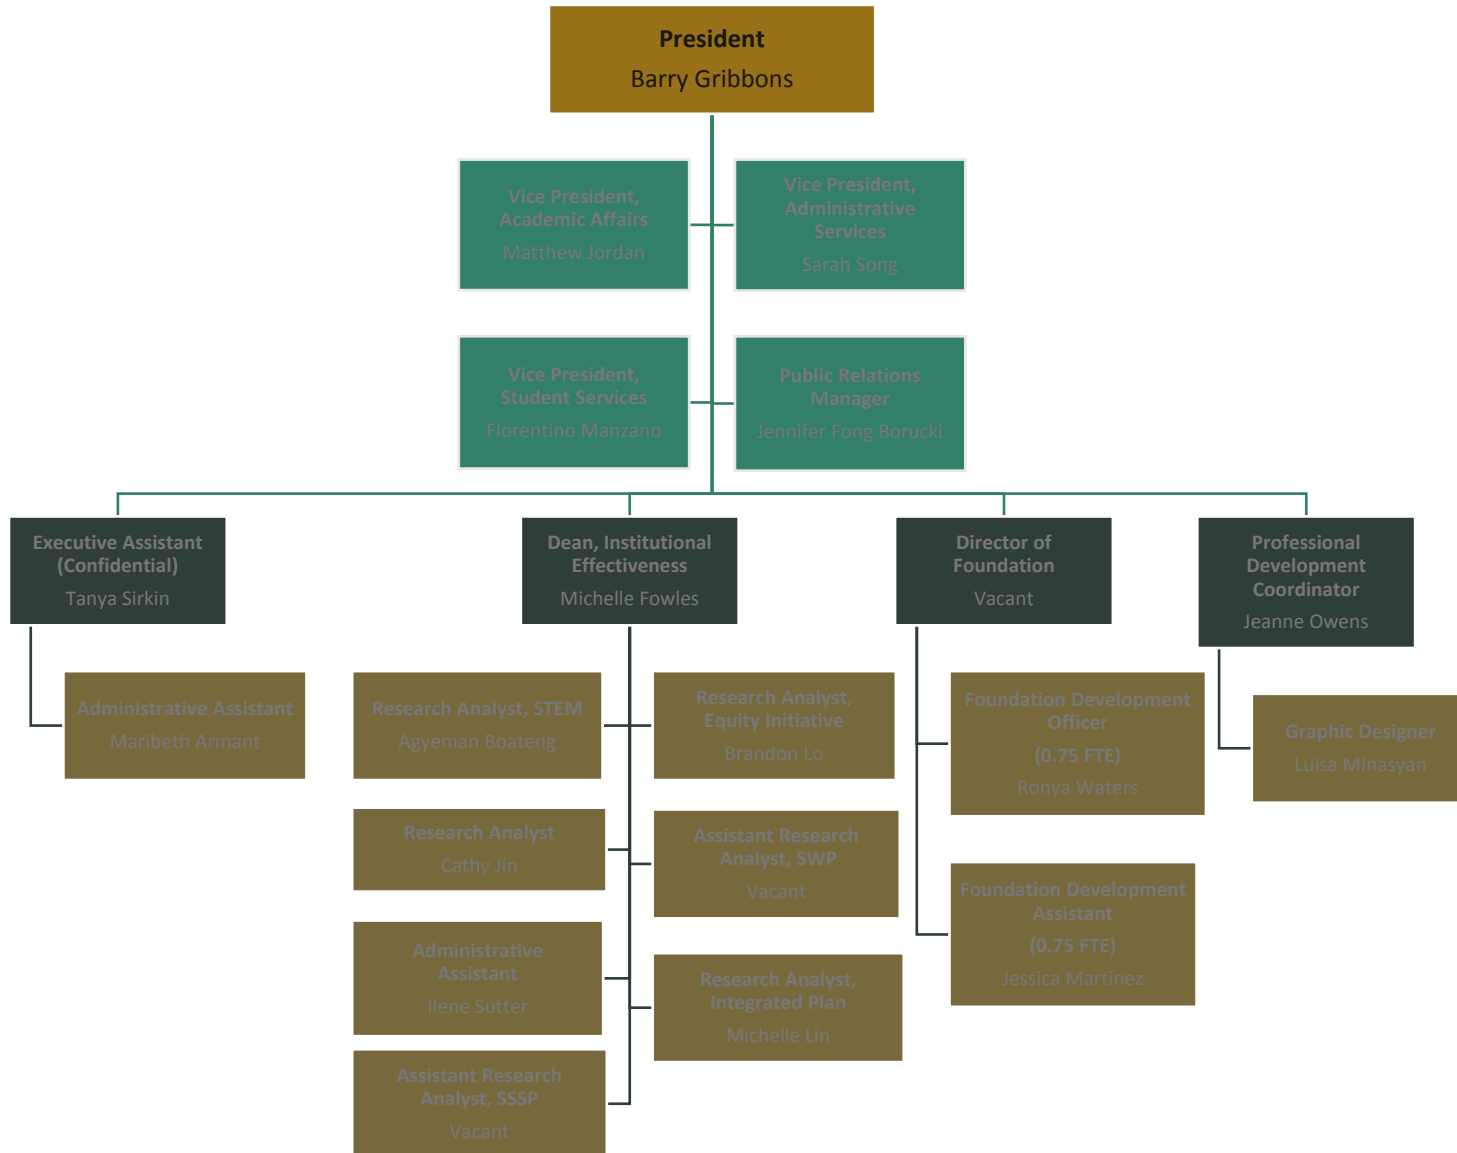 President
Barry Gribbons
Vice President,
Academic Affairs
Matthew Jordan
Vice President,
Administrative
Services
Sarah Song
Vice President,
Student Services
Florentino Manzano
Public Relations
Manager
Jennifer Fong Borucki
Executive Assistant
(Confidential)
Tanya Sirkin
Dean, Institutional
Effectiveness
Michelle Fowles
Director of
Foundation
Vacant
Professional
Development
Coordinator
Jeanne Owens
Administrative Assistant
Maribeth Armant
Research Analyst, STEM
Agyeman Boateng
Research Analyst,
Equity Initiative
Brandon Lo
Foundation Development
Officer
(0.75 FTE)
Ronya Waters
Graphic Designer
Luisa Minasyan
Research Analyst
Cathy Jin
Assistant Research
Analyst, SWP
Vacant
Foundation Development
Assistant
(0.75 FTE)
Jessica Martinez
Administrative
Assistant
Ilene Sutter
Research Analyst,
Integrated Plan
Michelle Lin
Assistant Research
Analyst, SSSP
Vacant